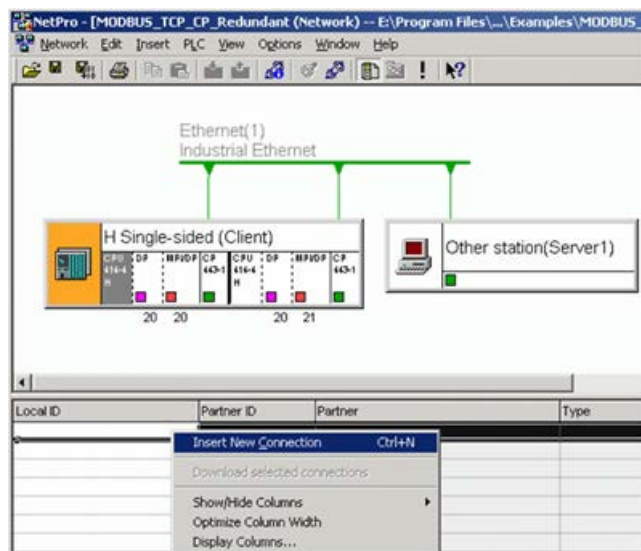 NetPro - [MODBUS_TCP_CP_Redundant (Network) -- E:\Program Files\...\Examples\MODBUS_
Network Edit Insert PLC View Options Window Help
Ethernet(1)
Industrial Ethernet
H Single-sided (Client)
CPU 414-4 H DP MPI/DP CP 443-1 CPU 414-4 H DP MPI/DP CP 443-1
20 20 20 21
Other station(Server1)
Local ID Partner ID Partner Type
Insert New Connection Ctrl+N
Download selected connections
Show/Hide Columns
Optimize Column Width
Display Columns...